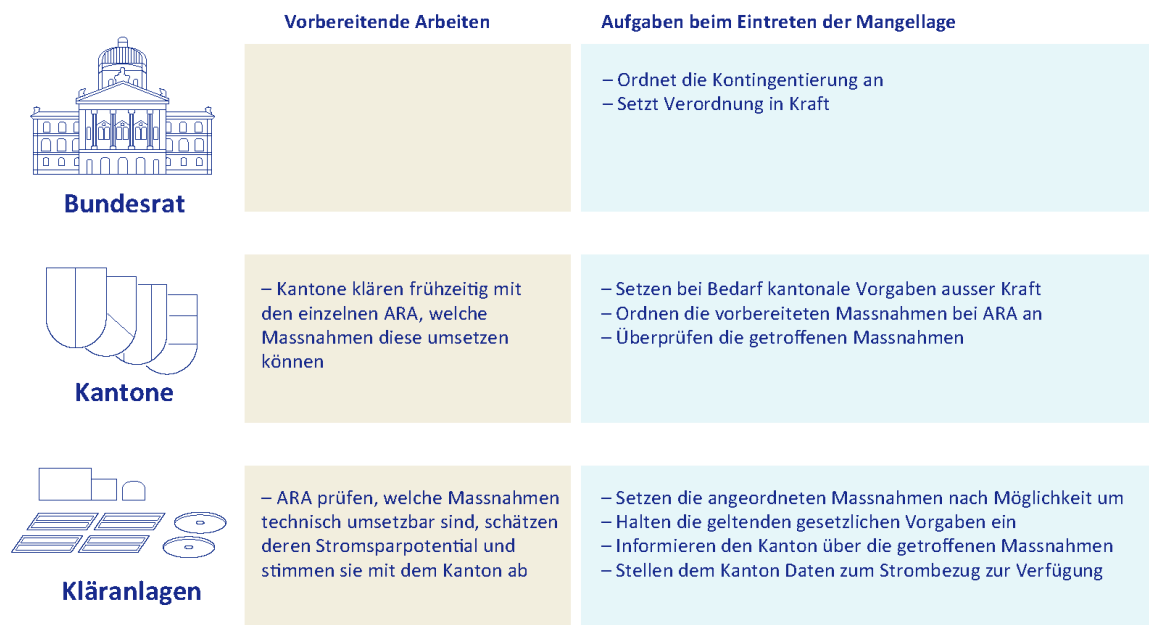 Vorbereitende Arbeiten
Aufgaben beim Eintreten der Mangellage
Bundesrat
– Ordnet die Kontingentierung an
– Setzt Verordnung in Kraft
Kantone
– Kantone klären frühzeitig mit
den einzelnen ARA, welche
Massnahmen diese umsetzen
können
– Setzen bei Bedarf kantonale Vorgaben ausser Kraft
– Ordnen die vorbereiteten Massnahmen bei ARA an
– Überprüfen die getroffenen Massnahmen
Kläranlagen
– ARA prüfen, welche Massnahmen
technisch umsetzbar sind, schätzen
deren Stromsparpotential und
stimmen sie mit dem Kanton ab
– Setzen die angeordneten Massnahmen nach Möglichkeit um
– Halten die geltenden gesetzlichen Vorgaben ein
– Informieren den Kanton über die getroffenen Massnahmen
– Stellen dem Kanton Daten zum Strombezug zur Verfügung